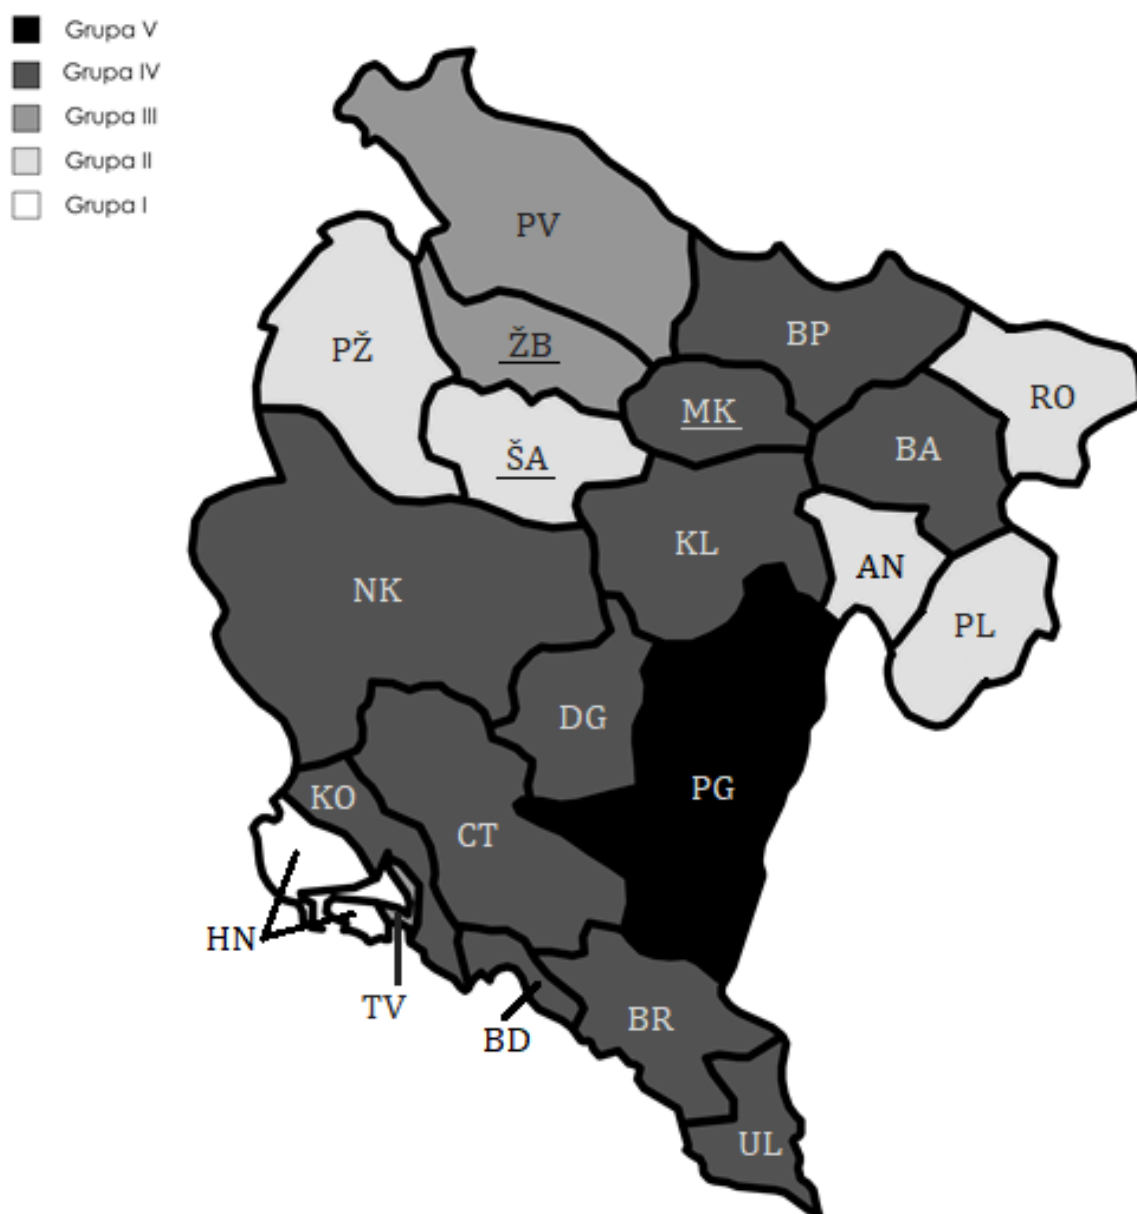 Grupa V
Grupa IV
Grupa III
Grupa II
Grupa I
PV
BP
ŽB
PŽ
RO
MK
BA
ŠA
KL
AN
NK
PL
DG
PG
KO
CT
HN
TV
BR
BD
UL